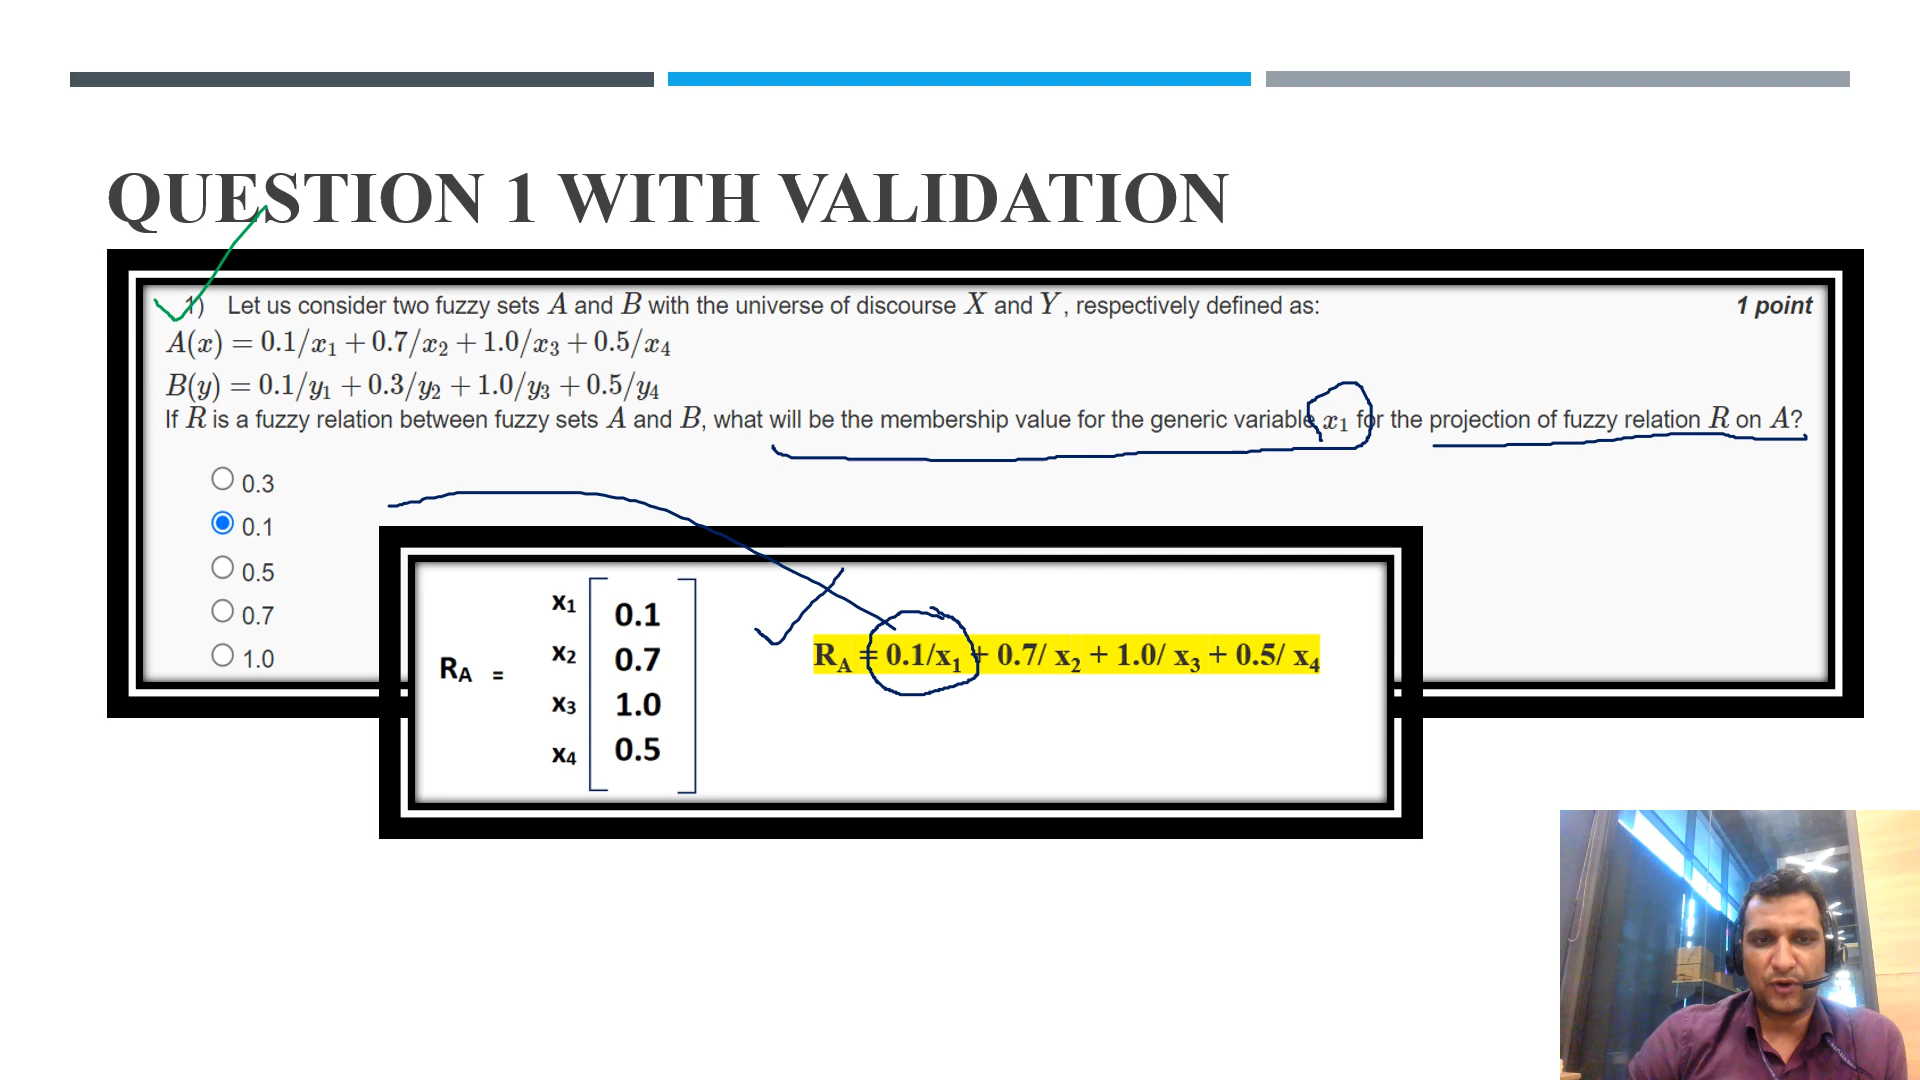 QUESTION 1 WITH VALIDATION
1) Let us consider two fuzzy sets A and B with the universe of discourse X and Y, respectively defined as: 1 point
A(x) = 0.1/x₁ + 0.7/x₂ + 1.0/x₃ + 0.5/x₄
B(y) = 0.1/y₁ + 0.3/y₂ + 1.0/y₃ + 0.5/y₄
If R is a fuzzy relation between fuzzy sets A and B, what will be the membership value for the generic variable x₁ for the projection of fuzzy relation R on A?
0.3
0.1
0.5
0.7
1.0
R_A =
x₁ 0.1
x₂ 0.7
x₃ 1.0
x₄ 0.5
R_A = 0.1/x₁ + 0.7/ x₂ + 1.0/ x₃ + 0.5/ x₄